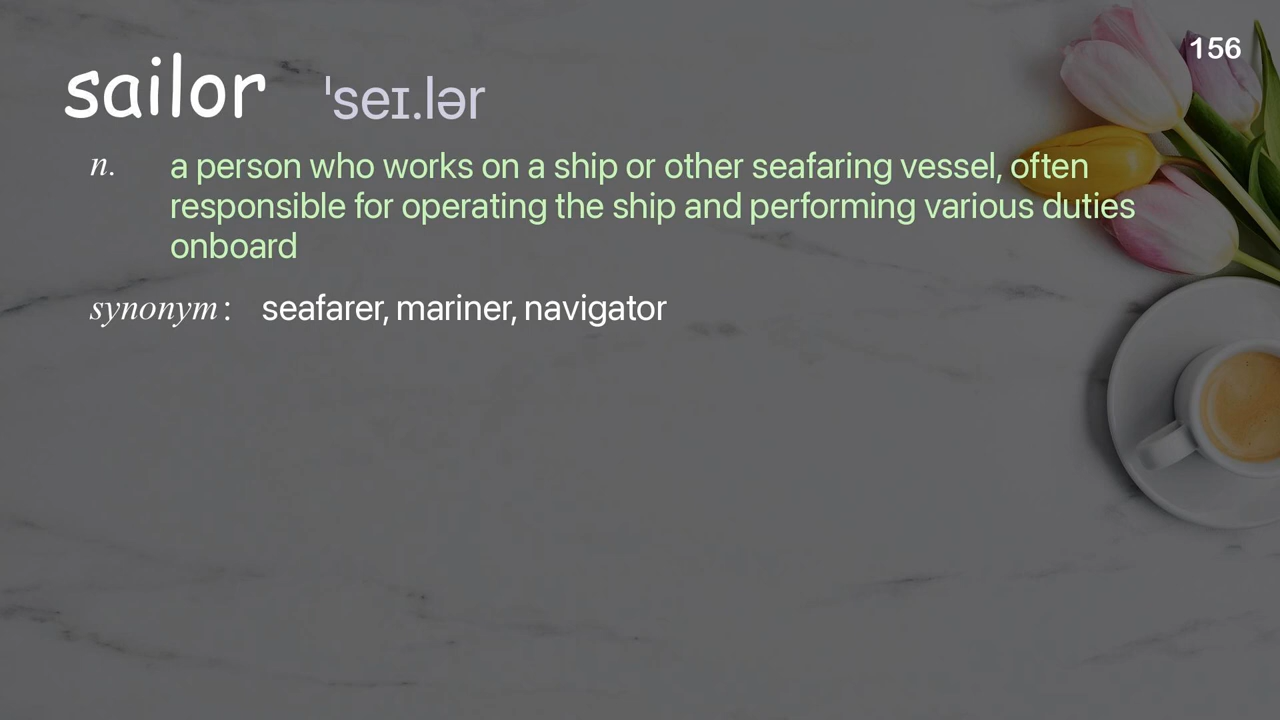 156
sailor ˈseɪ.lər
n. a person who works on a ship or other seafaring vessel, often
responsible for operating the ship and performing various duties
onboard
synonym: seafarer, mariner, navigator